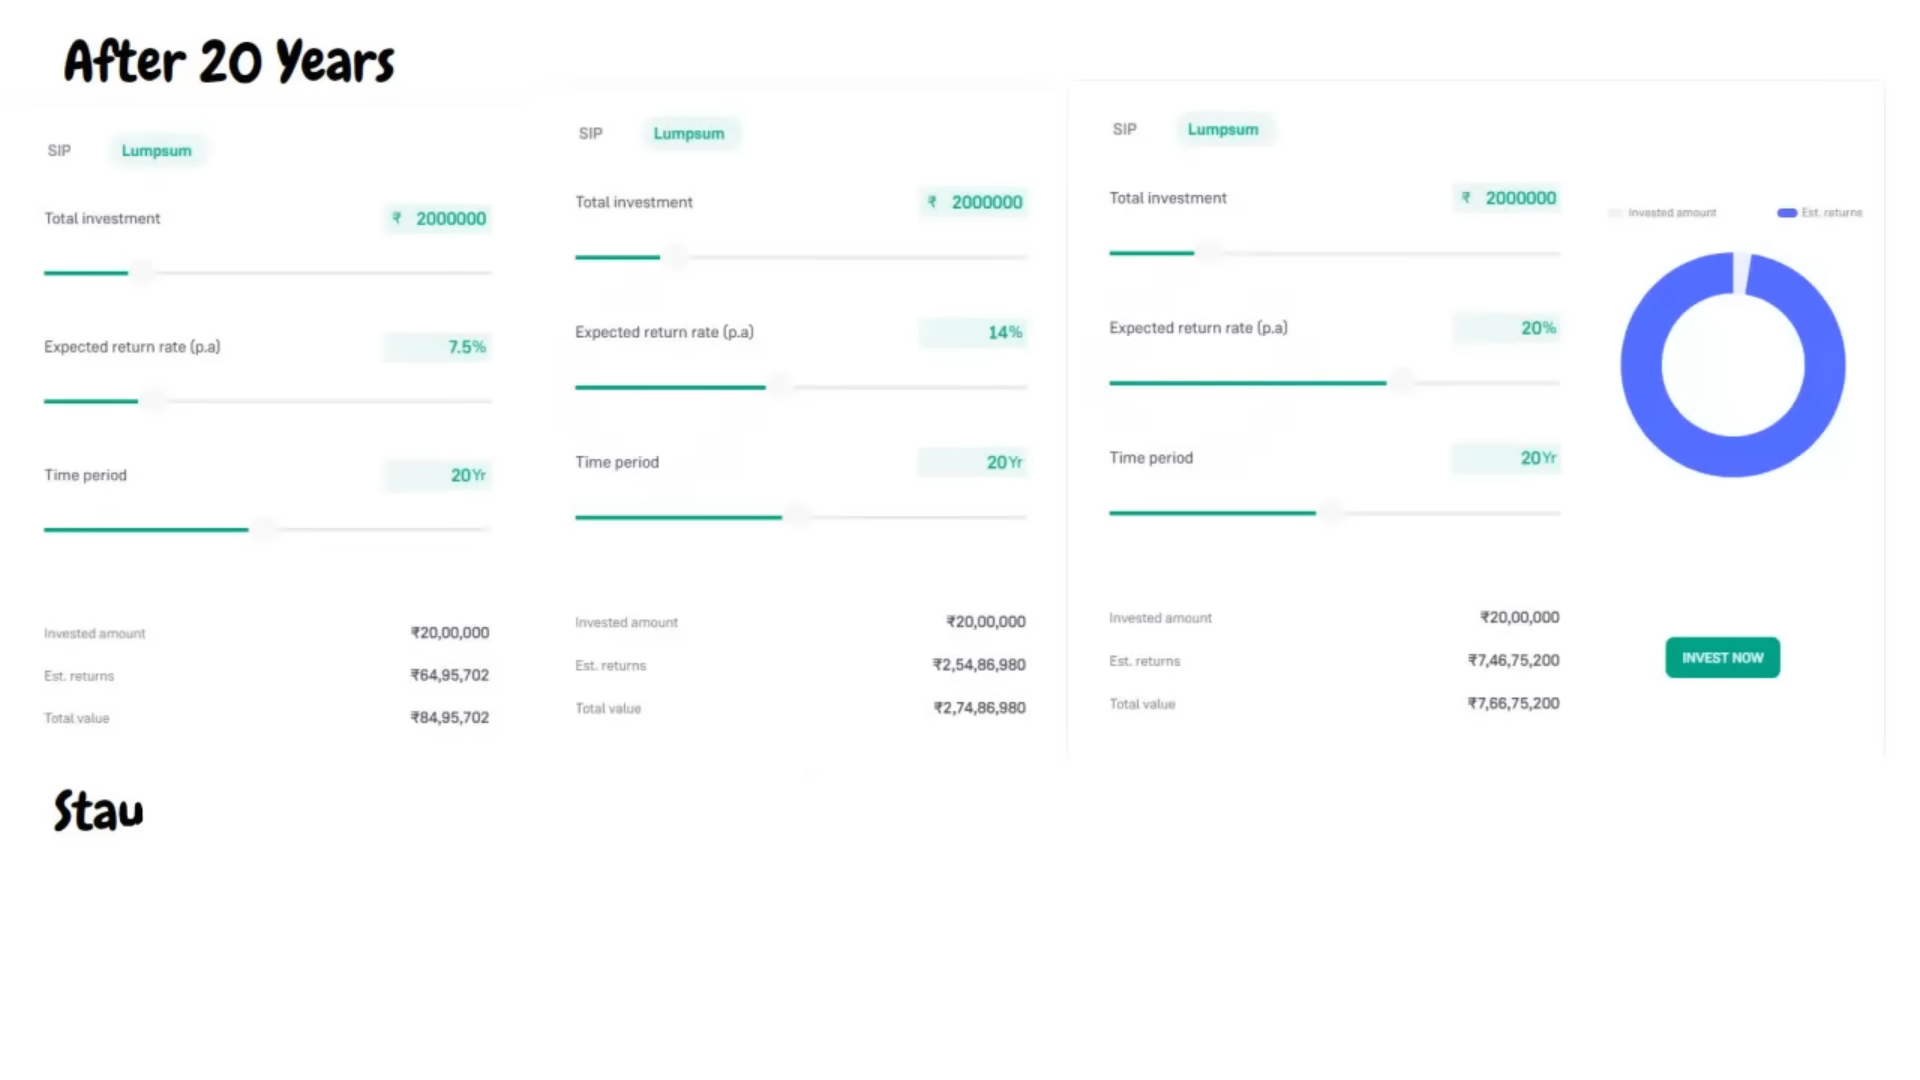 After 20 Years
SIP Lumpsum
Total investment ₹ 2000000
Expected return rate (p.a) 7.5%
Time period 20Yr
Invested amount ₹20,00,000
Est. returns ₹64,95,702
Total value ₹84,95,702
SIP Lumpsum
Total investment ₹ 2000000
Expected return rate (p.a) 14%
Time period 20Yr
Invested amount ₹20,00,000
Est. returns ₹2,54,86,980
Total value ₹2,74,86,980
SIP Lumpsum
Total investment ₹ 2000000
Expected return rate (p.a) 20%
Time period 20Yr
Invested amount ₹20,00,000
Est. returns ₹7,46,75,200
Total value ₹7,66,75,200
Invested amount Est. returns
INVEST NOW
Stau